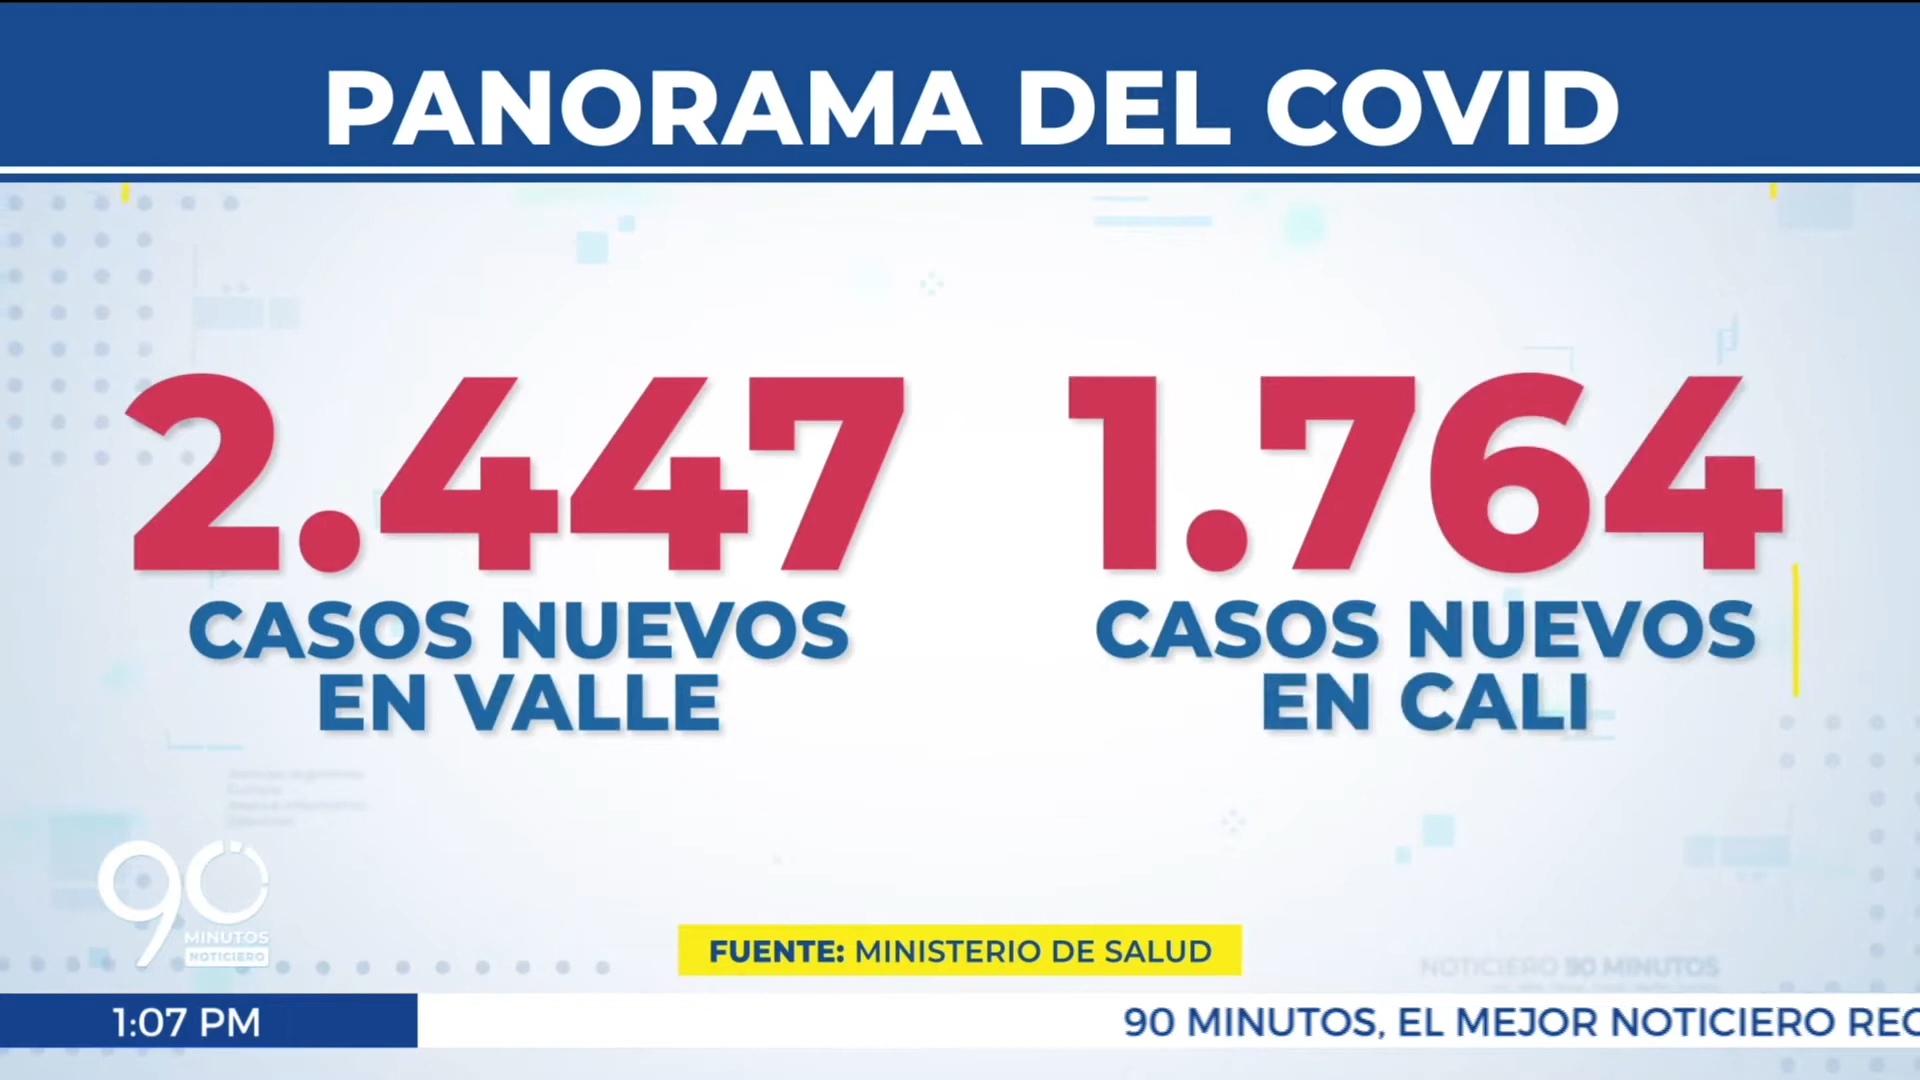 PANORAMA DEL COVID
2.447
CASOS NUEVOS
EN VALLE
1.764
CASOS NUEVOS
EN CALI
90
MINUTOS
NOTICIERO
FUENTE: MINISTERIO DE SALUD
NOTICIERO 90 MINUTOS
1:07 PM
90 MINUTOS, EL MEJOR NOTICIERO REC